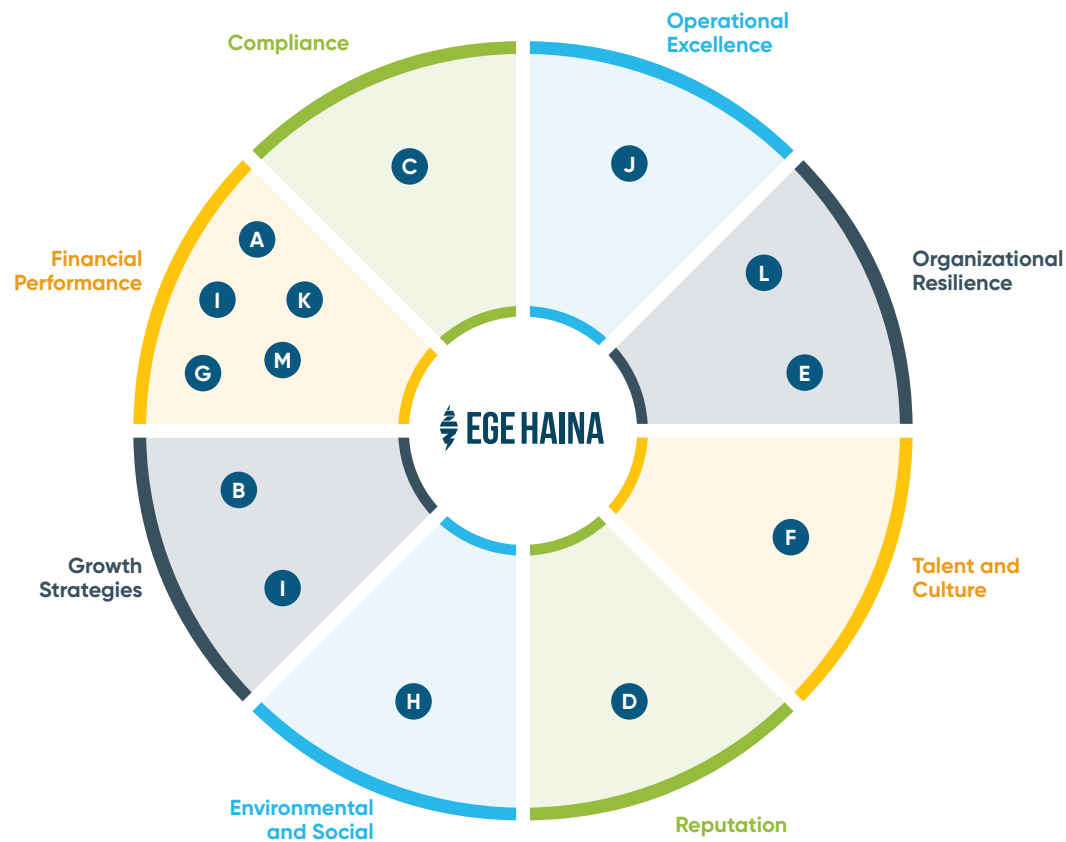 Compliance
Operational
Excellence
C
J
A
Financial
Performance
I
K
G
M
Organizational
Resilience
L
E
EGE HAINA
B
Growth
Strategies
I
F
Talent and
Culture
H
D
Environmental
and Social
Reputation